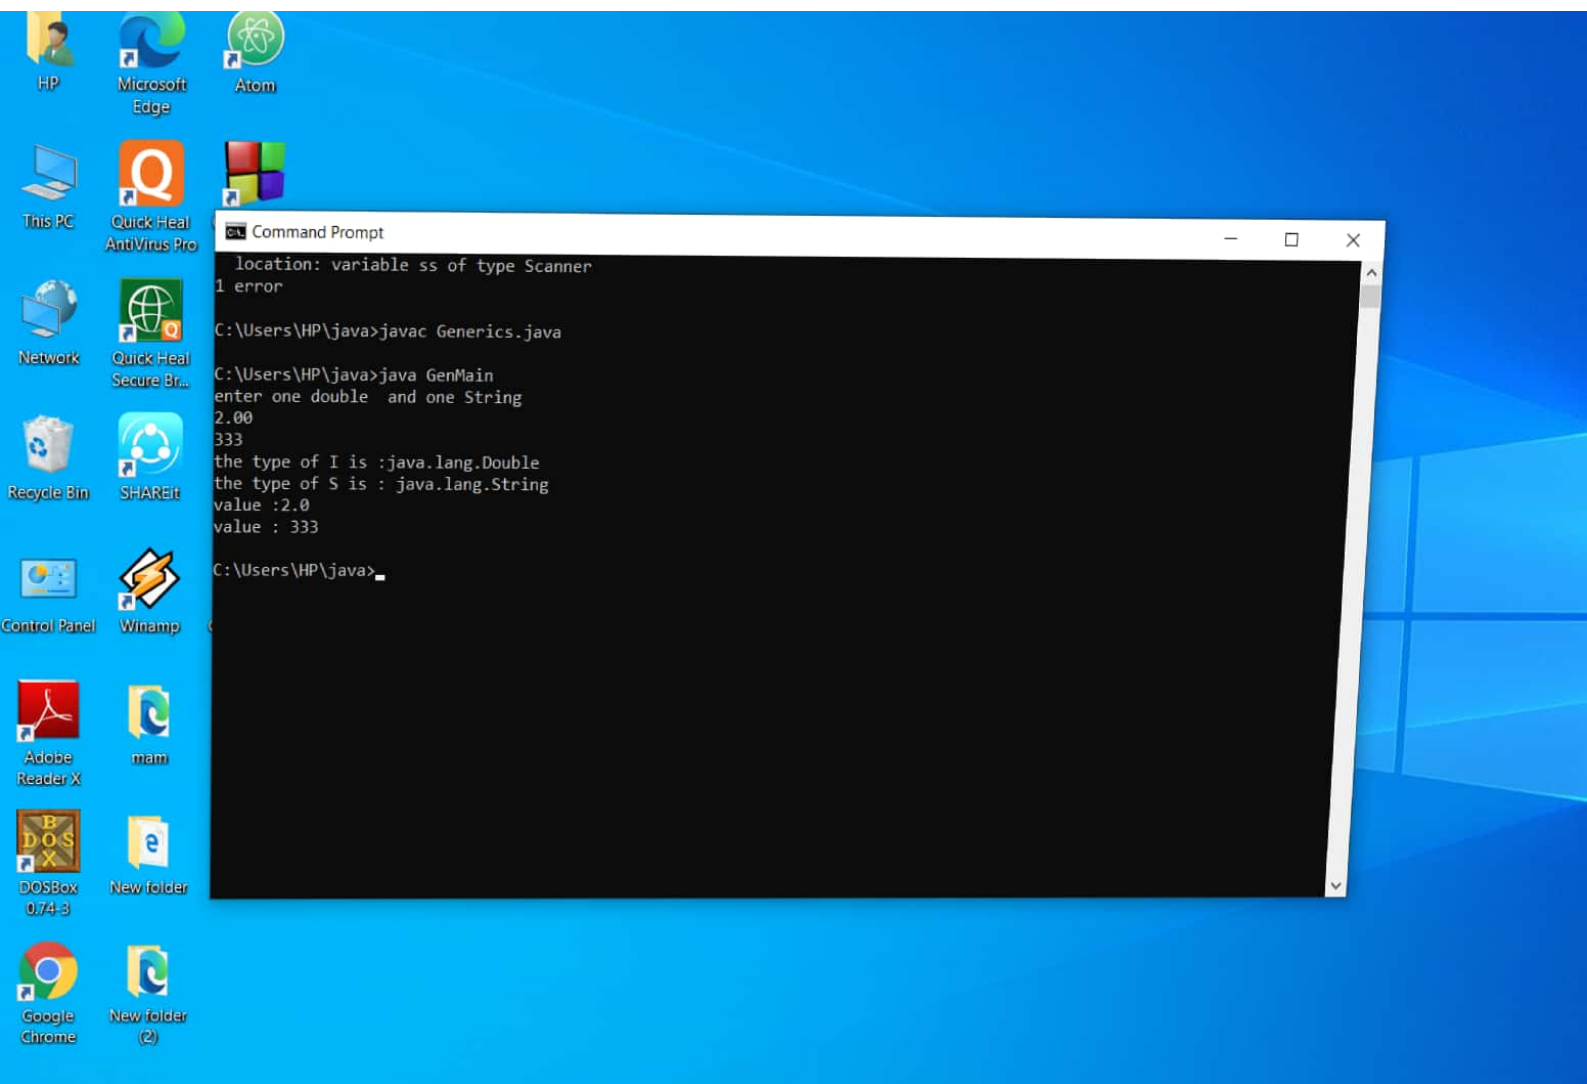 HP
Microsoft
Edge
Atom
This PC
Quick Heal
AntiVirus Pro
Network
Quick Heal
Secure Br...
Recycle Bin
SHAREit
Control Panel
Winamp
Adobe
Reader X
mam
DOSBox
0.74-3
New folder
Google
Chrome
New folder
(2)
Command Prompt
location: variable ss of type Scanner
1 error
C:\Users\HP\java>javac Generics.java
C:\Users\HP\java>java GenMain
enter one double  and one String
2.00
333
the type of I is :java.lang.Double
the type of S is : java.lang.String
value :2.0
value : 333
C:\Users\HP\java>